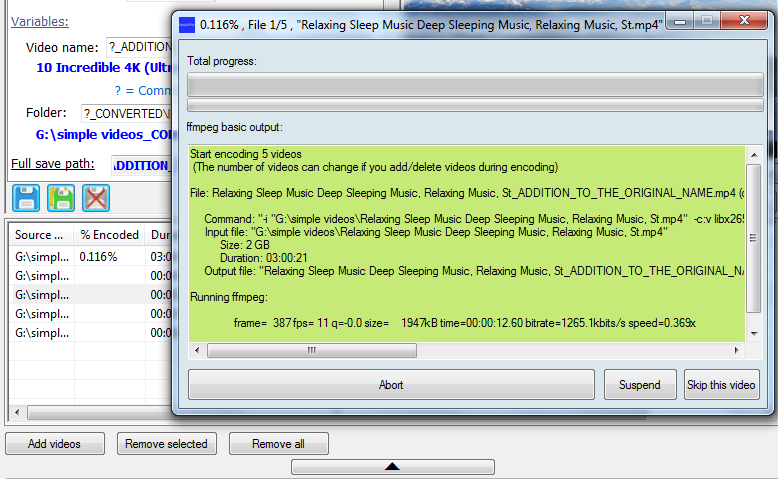 Variables:
Video name: ?_ADDITION
10 Incredible 4K (Ultr
? = Comm
Folder: ?_CONVERTED\
G:\simple videos_CO
Full save path: \DDITION_
Source ... % Encoded Dur
G:\simpl... 0.116% 03:0
G:\simpl... 00:0
G:\simpl... 00:0
G:\simpl... 00:0
G:\simpl... 00:0
Add videos Remove selected Remove all
0.116% , File 1/5 , "Relaxing Sleep Music Deep Sleeping Music, Relaxing Music, St.mp4"
Total progress:
ffmpeg basic output:
Start encoding 5 videos
(The number of videos can change if you add/delete videos during encoding)
File: Relaxing Sleep Music Deep Sleeping Music, Relaxing Music, St_ADDITION_TO_THE_ORIGINAL_NAME.mp4 (
Command: "-i "G:\simple videos\Relaxing Sleep Music Deep Sleeping Music, Relaxing Music, St.mp4" -c:v libx265
Input file: "G:\simple videos\Relaxing Sleep Music Deep Sleeping Music, Relaxing Music, St.mp4"
Size: 2 GB
Duration: 03:00:21
Output file: "Relaxing Sleep Music Deep Sleeping Music, Relaxing Music, St_ADDITION_TO_THE_ORIGINAL_NA
Running ffmpeg:
frame= 387 fps= 11 q=-0.0 size= 1947kB time=00:00:12.60 bitrate=1265.1kbits/s speed=0.369x
Abort Suspend Skip this video